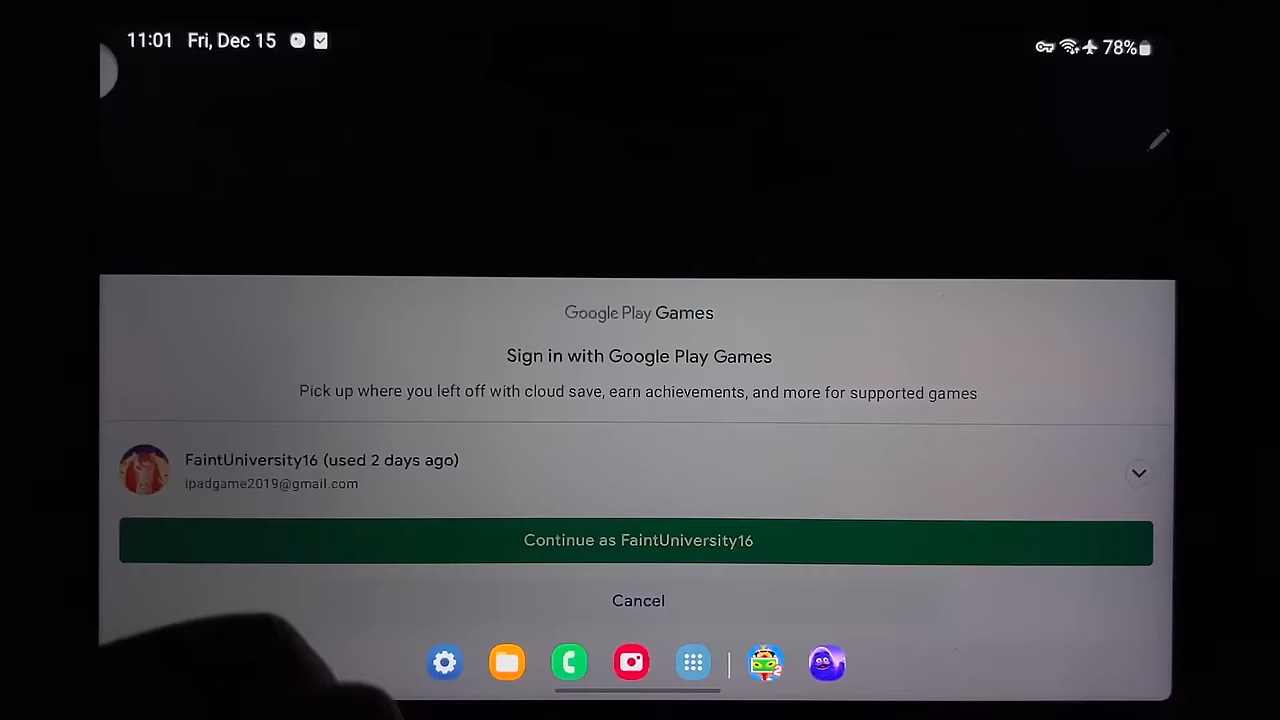 11:01 Fri, Dec 15
78%
Google Play Games
Sign in with Google Play Games
Pick up where you left off with cloud save, earn achievements, and more for supported games
FaintUniversity16 (used 2 days ago)
ipadgame2019@gmail.com
Continue as FaintUniversity16
Cancel
2